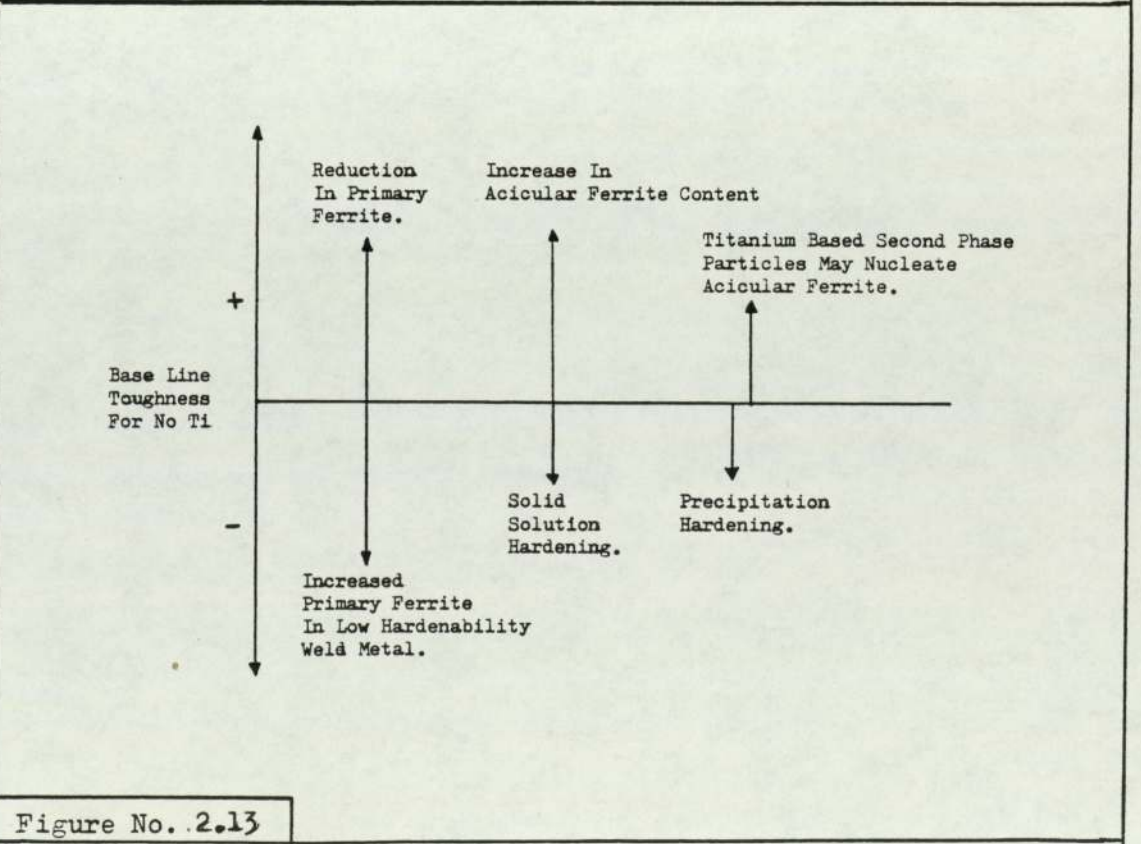 Reduction
In Primary
Ferrite.
Increase In
Acicular Ferrite Content
Titanium Based Second Phase
Particles May Nucleate
Acicular Ferrite.
+
Base Line
Toughness
For No Ti
-
Solid
Solution
Hardening.
Precipitation
Hardening.
Increased
Primary Ferrite
In Low Hardenability
Weld Metal.
Figure No. 2.13